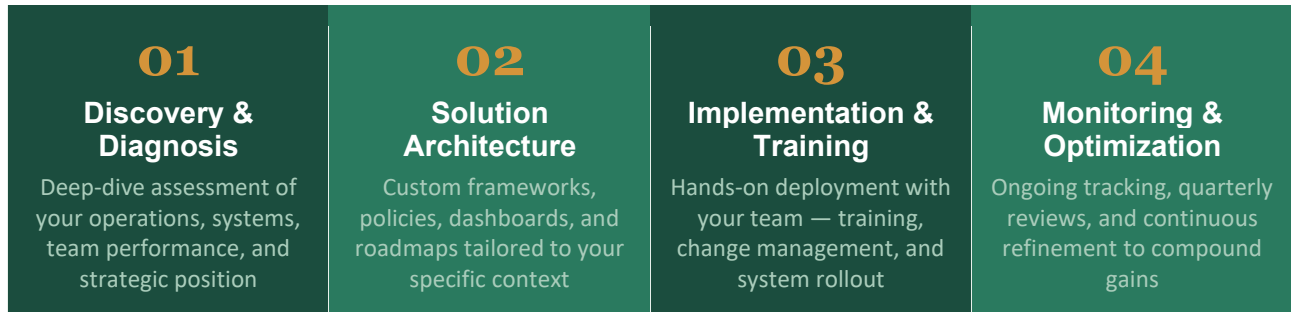 01
Discovery &
Diagnosis
Deep-dive assessment of
your operations, systems,
team performance, and
strategic position
02
Solution
Architecture
Custom frameworks,
policies, dashboards, and
roadmaps tailored to your
specific context
03
Implementation &
Training
Hands-on deployment with
your team — training,
change management, and
system rollout
04
Monitoring &
Optimization
Ongoing tracking, quarterly
reviews, and continuous
refinement to compound
gains